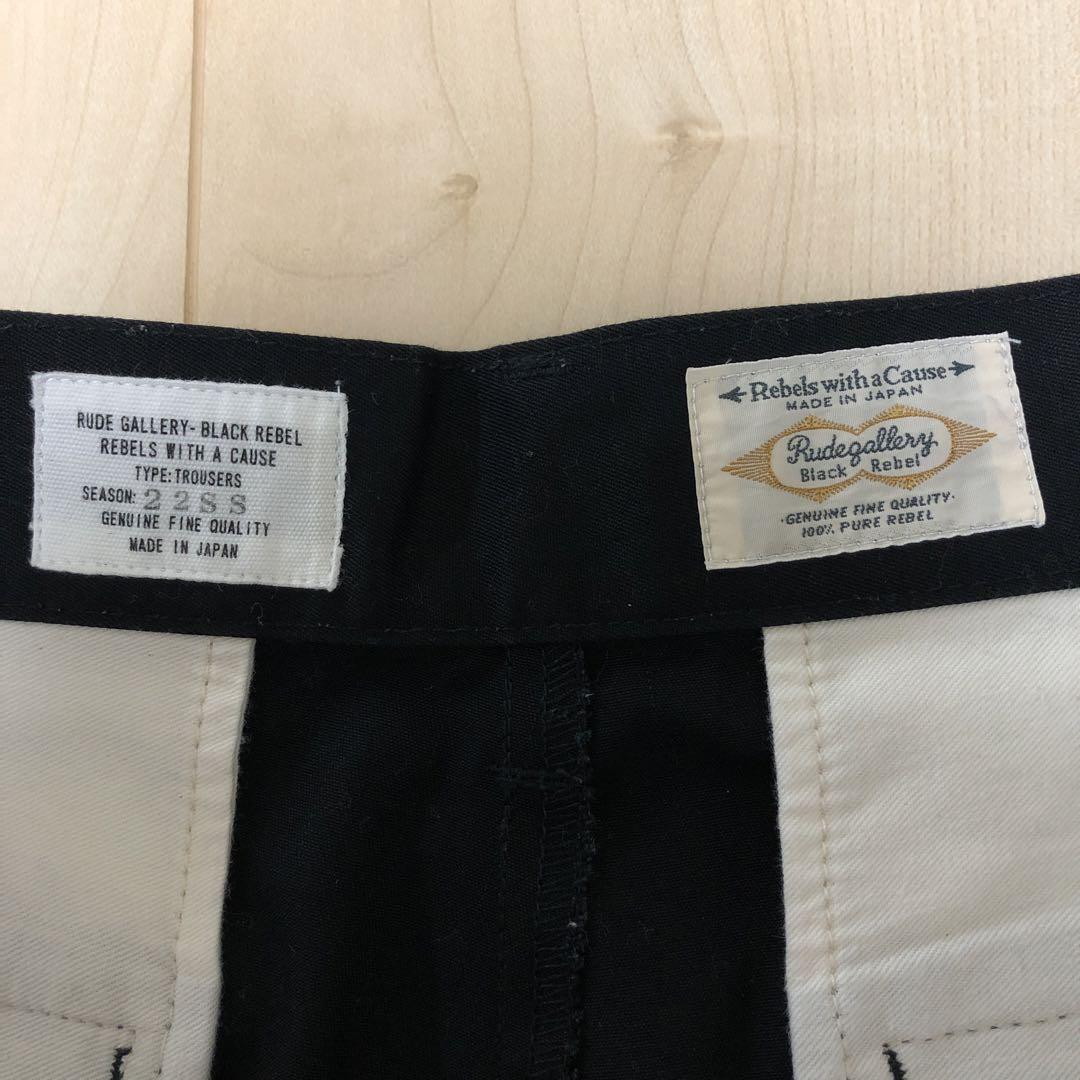 RUDE GALLERY- BLACK REBEL
REBELS WITH A CAUSE
TYPE: TROUSERS
SEASON: 22SS
GENUINE FINE QUALITY
MADE IN JAPAN
Rebels with a Cause
MADE IN JAPAN
Rudegallery
Black Rebel
·GENUINE FINE QUALITY·
100% PURE REBEL